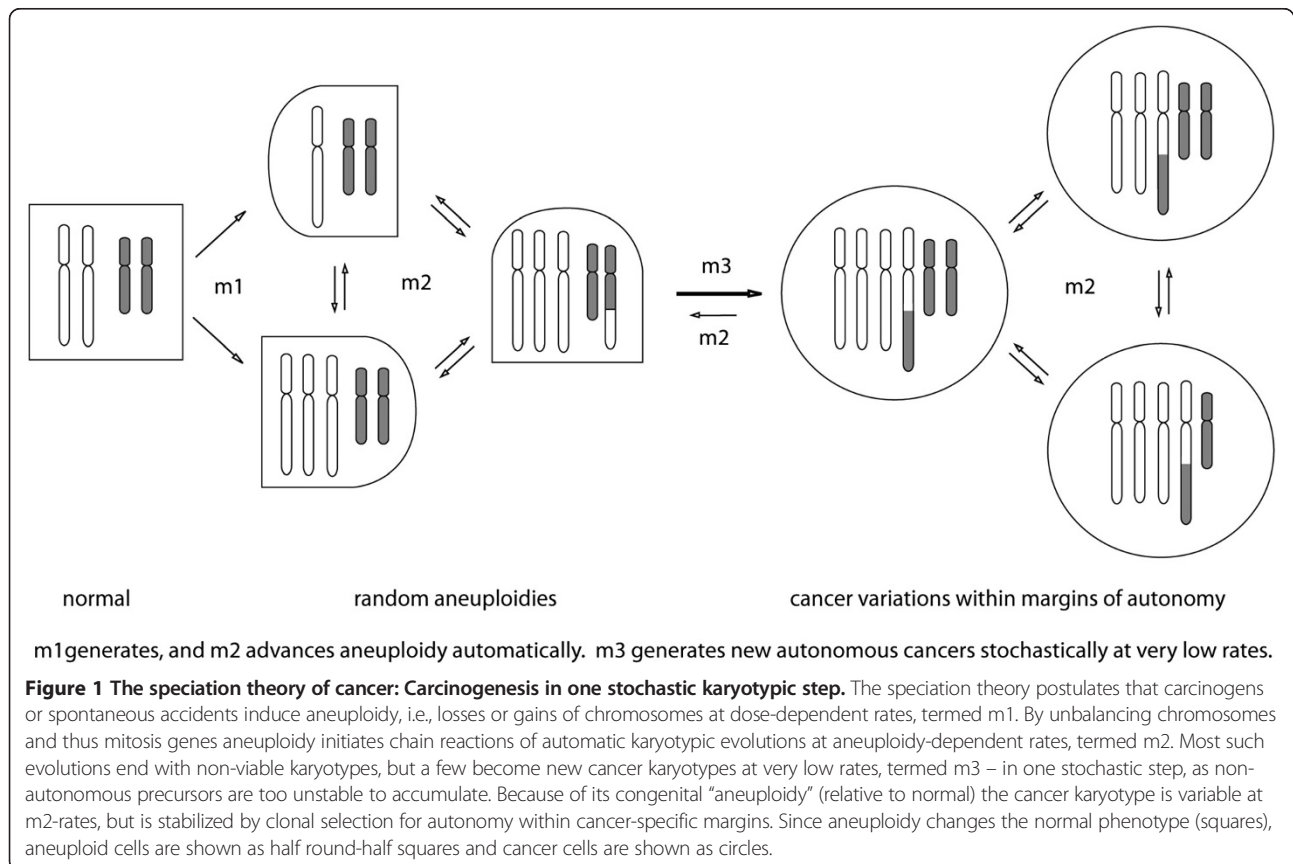 m1
m2
m3
m2
m2
normal
random aneuploidies
cancer variations within margins of autonomy
m1generates, and m2 advances aneuploidy automatically. m3 generates new autonomous cancers stochastically at very low rates.
Figure 1 The speciation theory of cancer: Carcinogenesis in one stochastic karyotypic step. The speciation theory postulates that carcinogens
or spontaneous accidents induce aneuploidy, i.e., losses or gains of chromosomes at dose-dependent rates, termed m1. By unbalancing chromosomes
and thus mitosis genes aneuploidy initiates chain reactions of automatic karyotypic evolutions at aneuploidy-dependent rates, termed m2. Most such
evolutions end with non-viable karyotypes, but a few become new cancer karyotypes at very low rates, termed m3 – in one stochastic step, as non-
autonomous precursors are too unstable to accumulate. Because of its congenital “aneuploidy” (relative to normal) the cancer karyotype is variable at
m2-rates, but is stabilized by clonal selection for autonomy within cancer-specific margins. Since aneuploidy changes the normal phenotype (squares),
aneuploid cells are shown as half round-half squares and cancer cells are shown as circles.